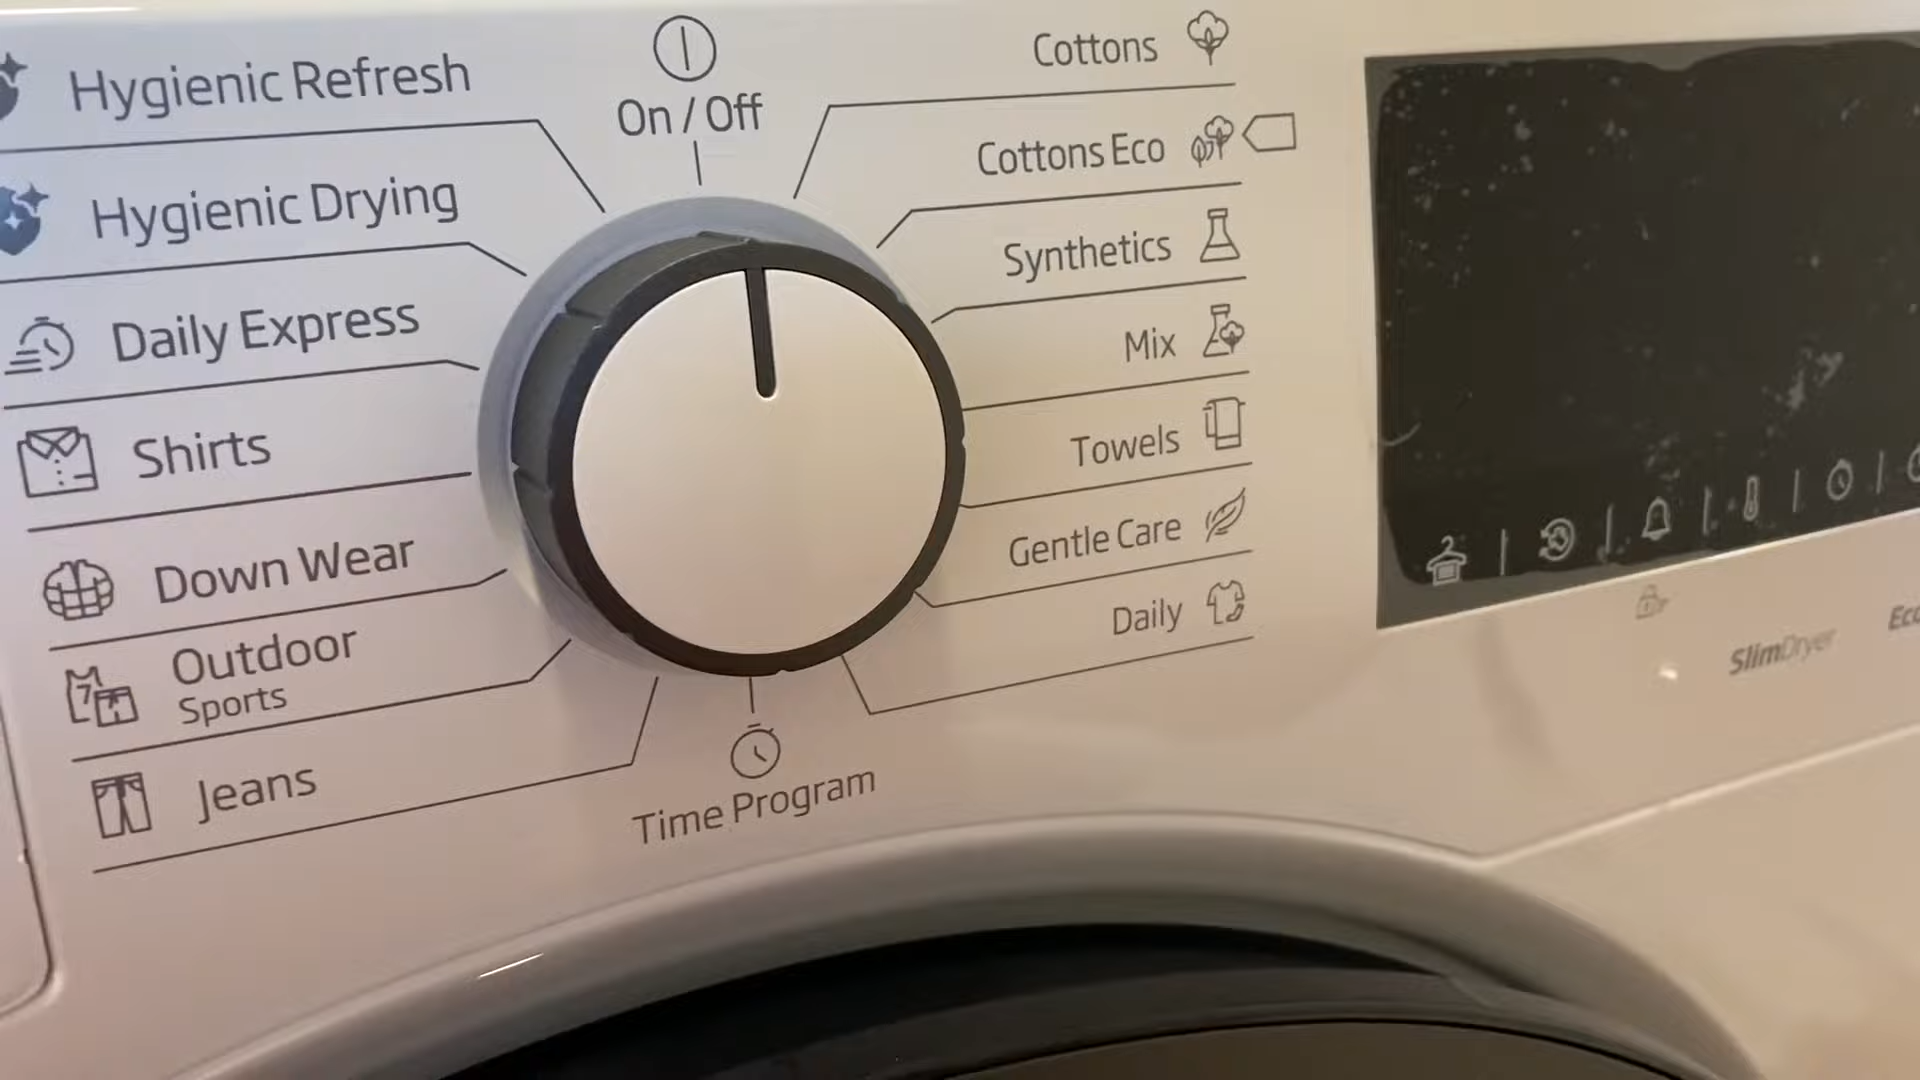 Hygienic Refresh
Hygienic Drying
Daily Express
Shirts
Down Wear
Outdoor
Sports
Jeans
On / Off
Time Program
Cottons
Cottons Eco
Synthetics
Mix
Towels
Gentle Care
Daily
SlimDryer